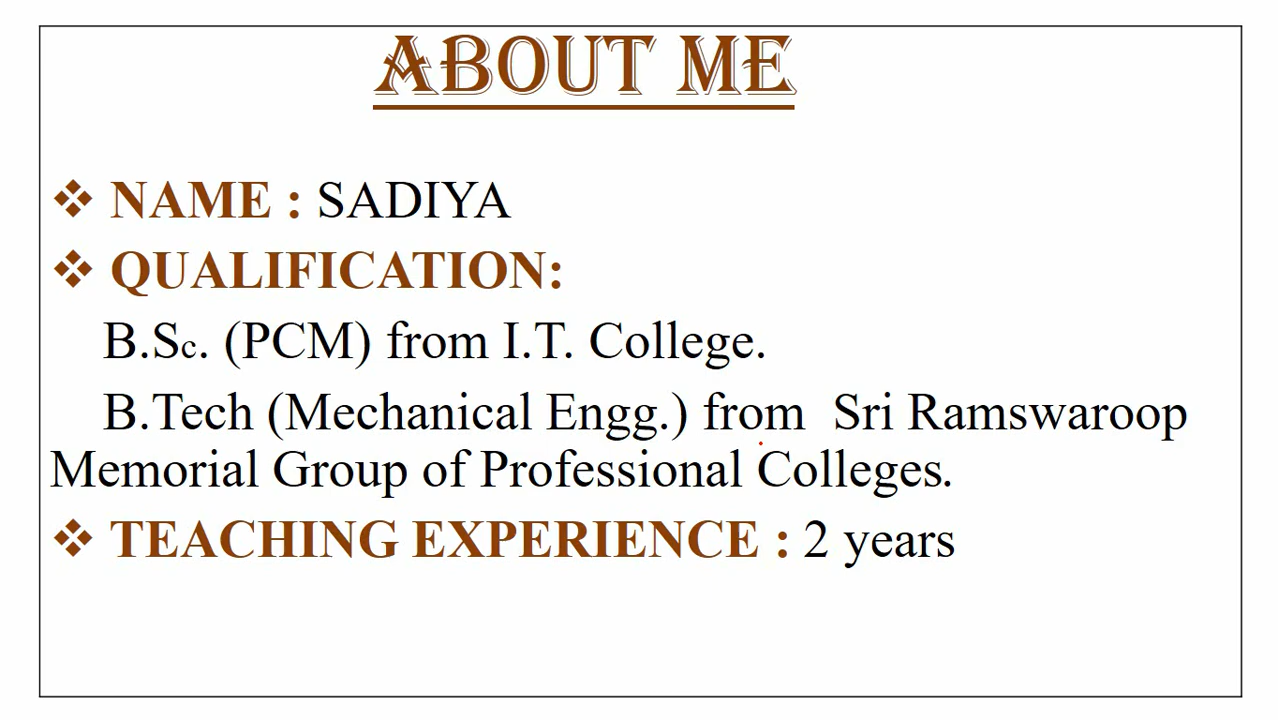 ABOUT ME
❖ NAME : SADIYA
❖ QUALIFICATION:
B.Sc. (PCM) from I.T. College.
B.Tech (Mechanical Engg.) from Sri Ramswaroop
Memorial Group of Professional Colleges.
❖ TEACHING EXPERIENCE : 2 years